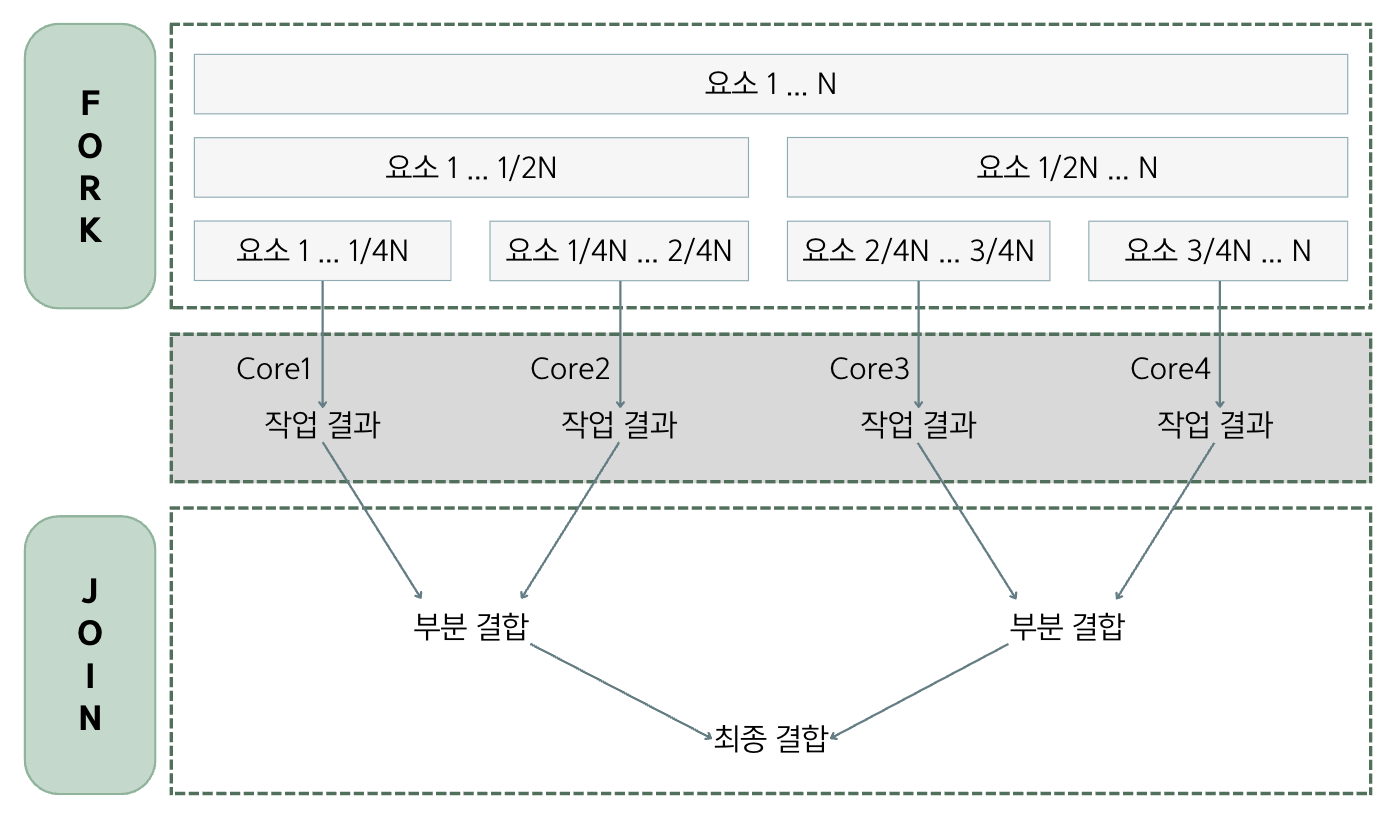 FORK
요소 1 ... N
요소 1 ... 1/2N
요소 1/2N ... N
요소 1 ... 1/4N
요소 1/4N ... 2/4N
요소 2/4N ... 3/4N
요소 3/4N ... N
Core1
Core2
Core3
Core4
작업 결과
작업 결과
작업 결과
작업 결과
JOIN
부분 결합
부분 결합
최종 결합